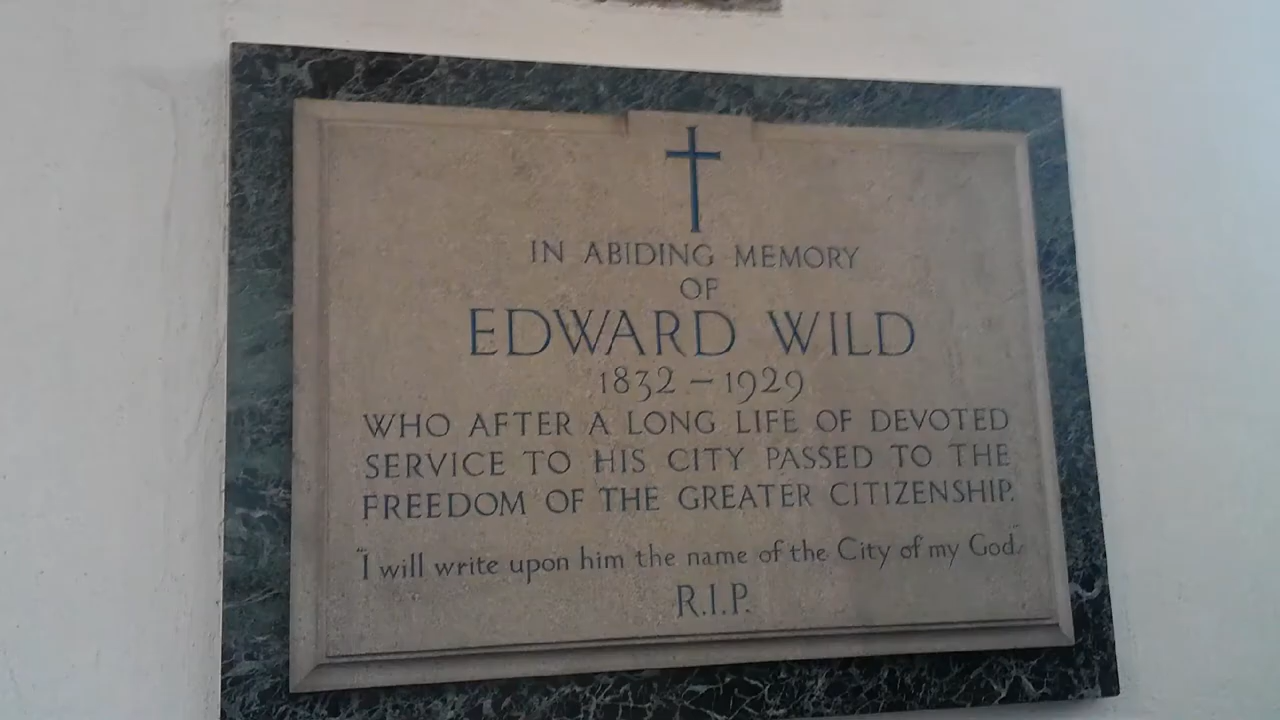 IN ABIDING MEMORY
OF
EDWARD WILD
1832 – 1929
WHO AFTER A LONG LIFE OF DEVOTED
SERVICE TO HIS CITY PASSED TO THE
FREEDOM OF THE GREATER CITIZENSHIP.
"I will write upon him the name of the City of my God."
R.I.P.